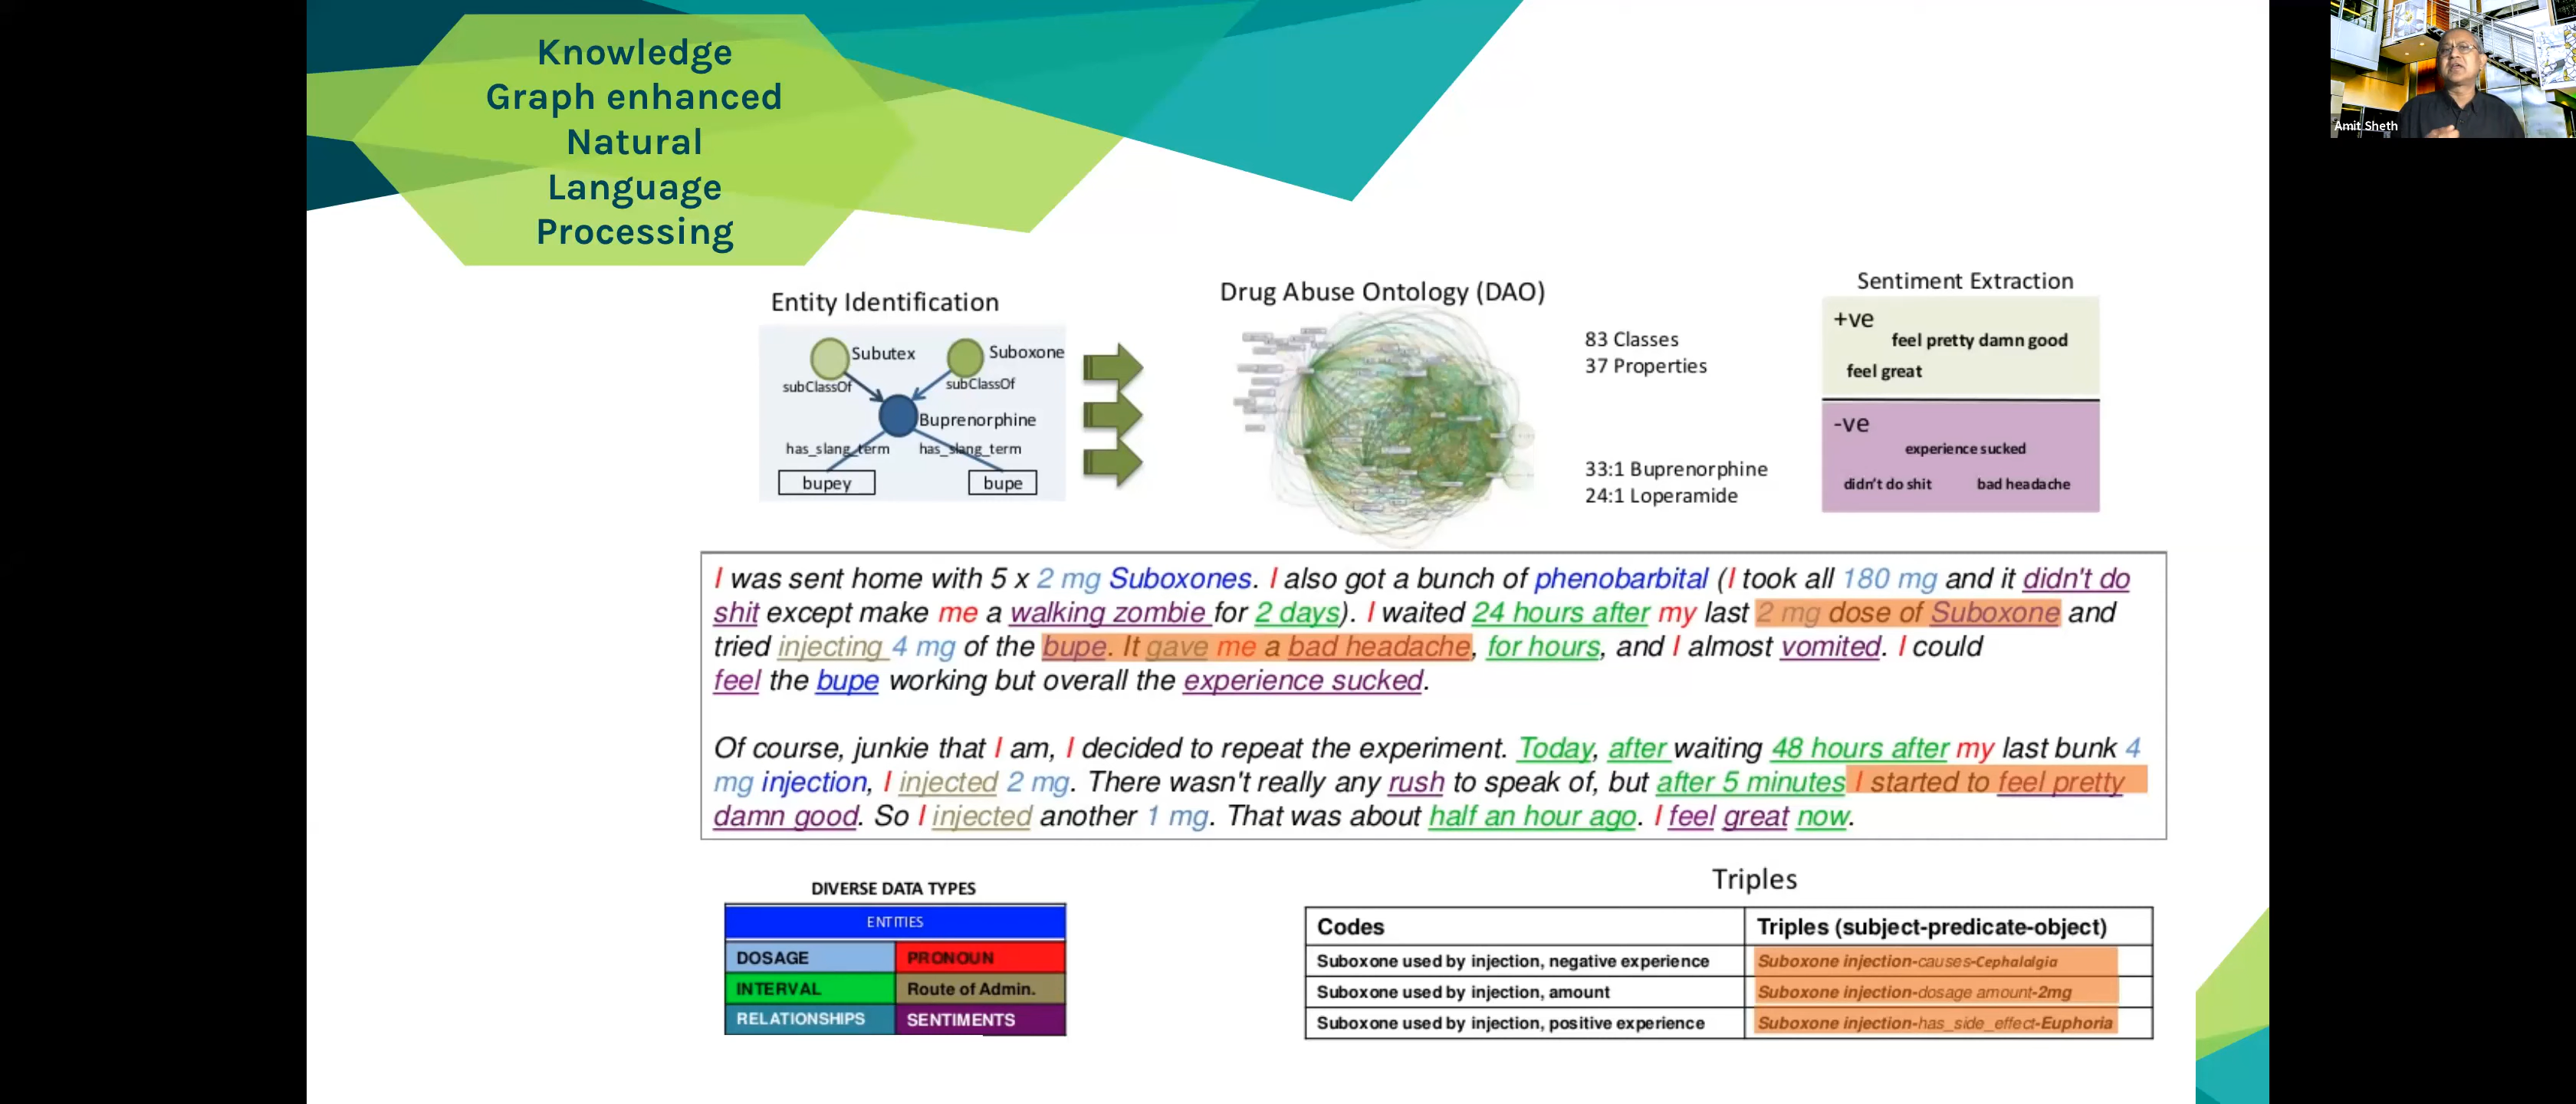 Knowledge
Graph enhanced
Natural
Language
Processing
Amit Sheth
Entity Identification
Subutex
Suboxone
subClassOf
subClassOf
Buprenorphine
has_slang_term
has_slang_term
bupey
bupe
Drug Abuse Ontology (DAO)
83 Classes
37 Properties
33:1 Buprenorphine
24:1 Loperamide
Sentiment Extraction
+ve
feel pretty damn good
feel great
-ve
experience sucked
didn't do shit
bad headache
I was sent home with 5 x 2 mg Suboxones. I also got a bunch of phenobarbital (I took all 180 mg and it didn't do
shit except make me a walking zombie for 2 days). I waited 24 hours after my last 2 mg dose of Suboxone and
tried injecting 4 mg of the bupe. It gave me a bad headache, for hours, and I almost vomited. I could
feel the bupe working but overall the experience sucked.
Of course, junkie that I am, I decided to repeat the experiment. Today, after waiting 48 hours after my last bunk 4
mg injection, I injected 2 mg. There wasn't really any rush to speak of, but after 5 minutes I started to feel pretty
damn good. So I injected another 1 mg. That was about half an hour ago. I feel great now.
DIVERSE DATA TYPES
ENTITIES
DOSAGE
PRONOUN
INTERVAL
Route of Admin.
RELATIONSHIPS
SENTIMENTS
Triples
Codes
Triples (subject-predicate-object)
Suboxone used by injection, negative experience
Suboxone injection-causes-Cephalalgia
Suboxone used by injection, amount
Suboxone injection-dosage amount-2mg
Suboxone used by injection, positive experience
Suboxone injection-has_side_effect-Euphoria